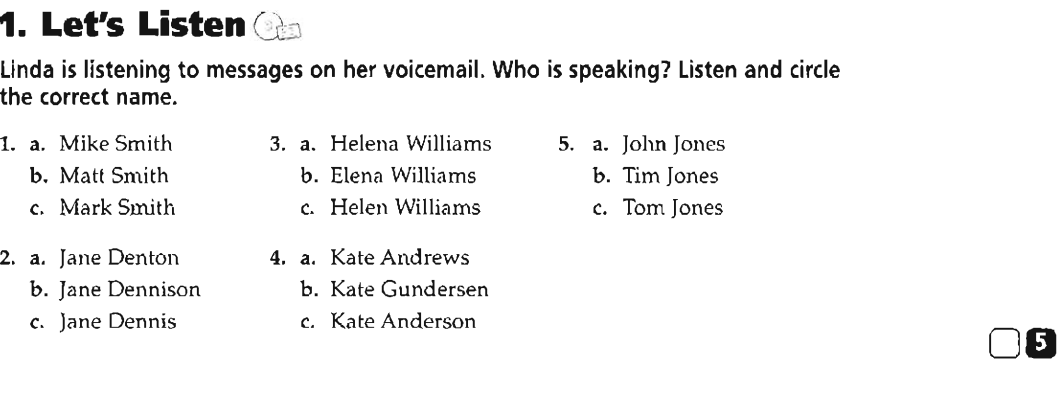 1. Let's Listen
Linda is listening to messages on her voicemail. Who is speaking? Listen and circle
the correct name.
1. a. Mike Smith
b. Matt Smith
c. Mark Smith
2. a. Jane Denton
b. Jane Dennison
c. Jane Dennis
3. a. Helena Williams
b. Elena Williams
c. Helen Williams
4. a. Kate Andrews
b. Kate Gundersen
c. Kate Anderson
5. a. John Jones
b. Tim Jones
c. Tom Jones
5